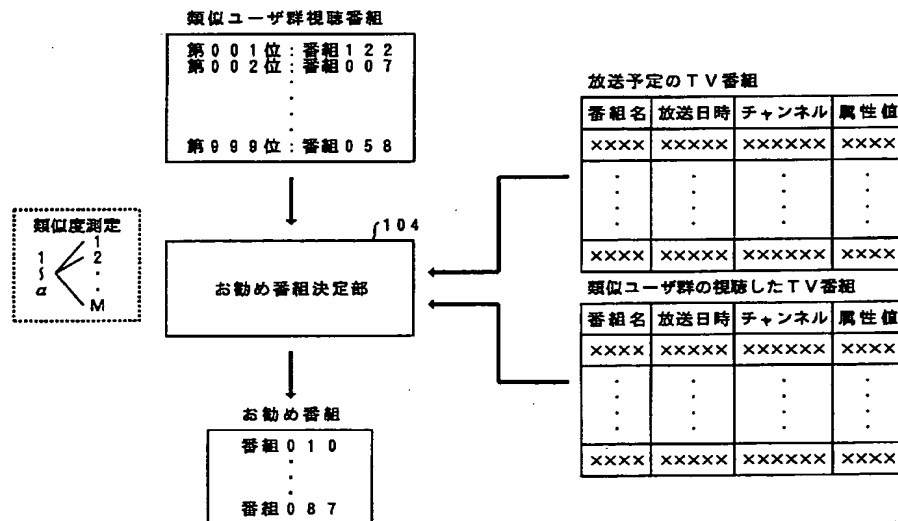 類似ユーザ群視聴番組
第００１位：番組１２２
第００２位：番組００７
第９９９位：番組０５８
類似度測定
１
∫
α
１
２
M
１０４
お勧め番組決定部
お勧め番組
番組０１０
番組０８７
放送予定のＴＶ番組
番組名 放送日時 チャンネル 属性値
×××× ××××× ×××××× ××××
×××× ××××× ×××××× ××××
類似ユーザ群の視聴したＴＶ番組
番組名 放送日時 チャンネル 属性値
×××× ××××× ×××××× ××××
×××× ××××× ×××××× ××××